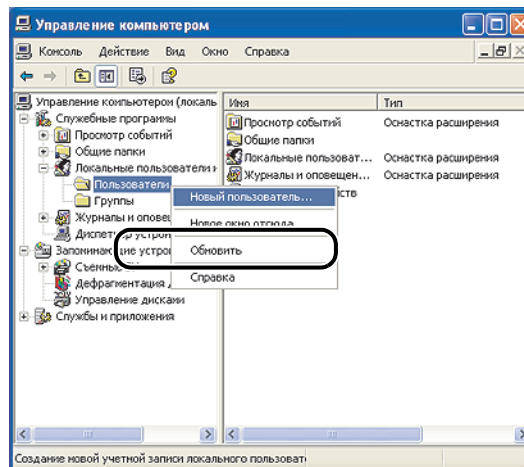 Управление компьютером
Консоль Действие Вид Окно Справка
Управление компьютером (локаль
Служебные программы
Просмотр событий
Общие папки
Локальные пользователи
Пользователи
Группы
Журналы и оповещ
Диспетчер устрой
Запоминающие устро
Съемные
Дефрагментация
Управление дисками
Службы и приложения
Имя Тип
Просмотр событий Оснастка расширения
Общие папки
Локальные пользоват... Оснастка расширения
Журналы и оповещен... Оснастка расширения
ств
Новый пользователь...
Новое окно отсюда
Обновить
Справка
Создание новой учетной записи локального пользоват